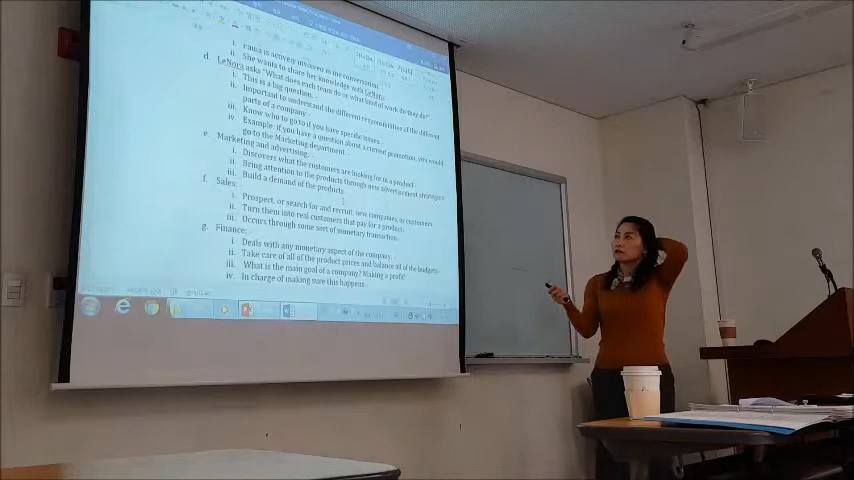 i. Fatila is actively involved in the conversation.
ii. She wants to share her knowledge with LeNora
d. LeNora asks "What does each team do or what kind of work do they do?"
i. This is a big question.
ii. Important to understand the different responsibilities of the different
parts of a company.
iii. Know who to go to if you have specific issues.
iv. Example: if you have a question about a current promotion, you would
go to the Marketing department.
e. Marketing and advertising:
i. Discovers what the customers are looking for in a product.
ii. Bring attention to the products through new advertisement strategies.
iii. Build a demand of the products
f. Sales:
i. Prospect, or search for and recruit, new companies, or customers
ii. Turn them into real customers that pay for a product.
iii. Occurs through some sort of monetary transaction.
g. Finance:
i. Deals with any monetary aspect of the company.
ii. Take care of all of the product prices and balance all of the budgets.
iii. What is the main goal of a company? Making a profit!
iv. In charge of making sure this happens.